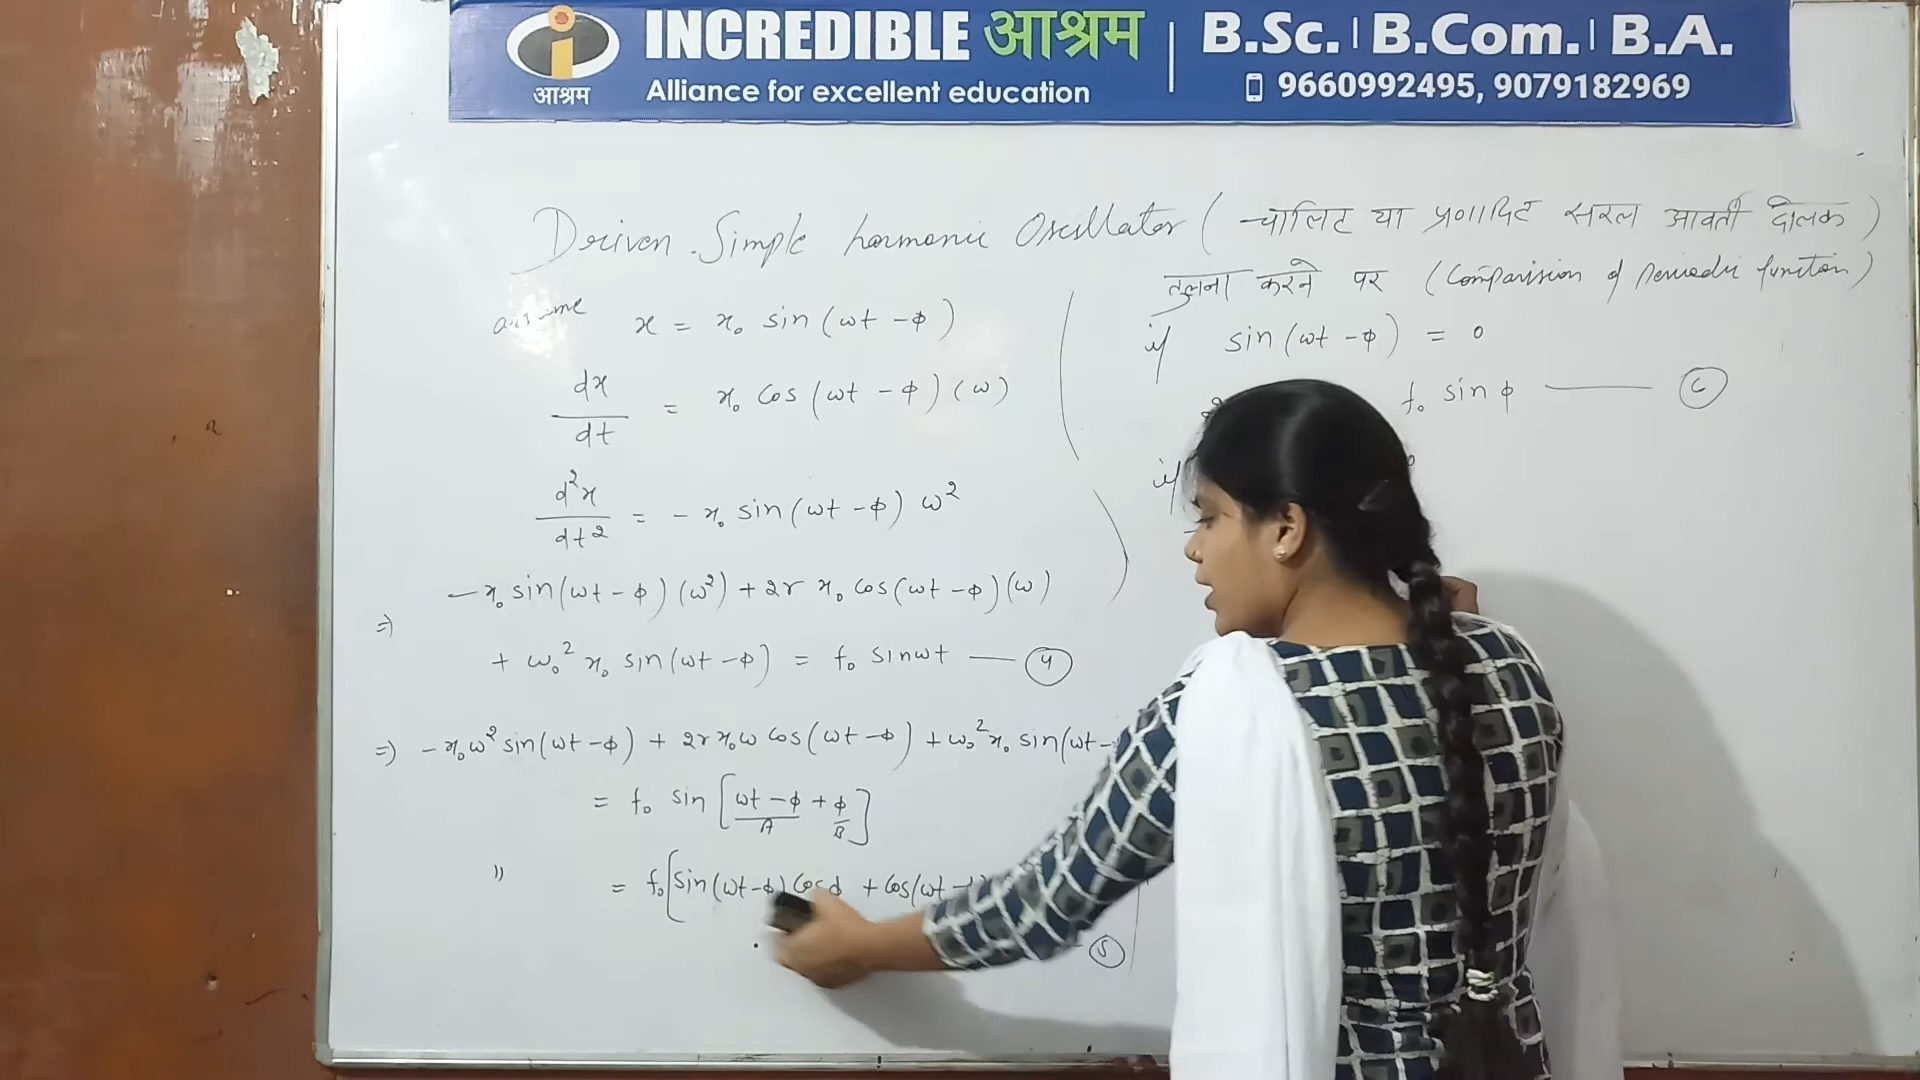 INCREDIBLE आश्रम
Alliance for excellent education
आश्रम
B.Sc. | B.Com. | B.A.
9660992495, 9079182969
Driven Simple harmonic Oscillator ( चालित या प्रणोदित सरल आवर्ती दोलक )
assume x = x₀ sin (ωt - ϕ)
dx/dt = x₀ cos (ωt - ϕ) (ω)
d²x/dt² = - x₀ sin (ωt - ϕ) ω²
⇒ - x₀ sin(ωt - ϕ) (ω²) + 2r x₀ cos(ωt - ϕ) (ω)
+ ω₀² x₀ sin(ωt - ϕ) = f₀ sinωt — (4)
⇒ - x₀ω² sin(ωt - ϕ) + 2r x₀ω cos(ωt - ϕ) + ω₀² x₀ sin(ωt -
= f₀ sin [ωt - ϕ + ϕ]
A B
" = f₀[sin(ωt - ϕ) cosϕ + cos(ωt -
(5)
तुलना करने पर (Comparision of periodic function)
if sin(ωt - ϕ) = 0
f₀ sin ϕ — (6)
if